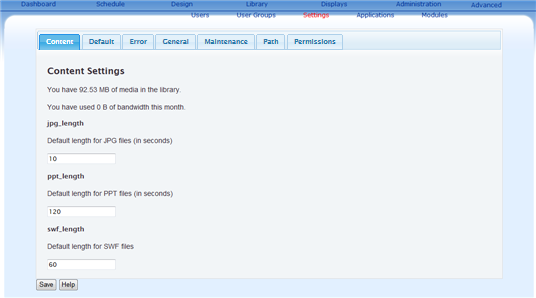 Dashboard Schedule Design Library Displays Administration Advanced
Users User Groups Settings Applications Modules
Content Default Error General Maintenance Path Permissions
Content Settings
You have 92.53 MB of media in the library.
You have used 0 B of bandwidth this month.
jpg_length
Default length for JPG files (in seconds)
10
ppt_length
Default length for PPT files (in seconds)
120
swf_length
Default length for SWF files
60
Save Help